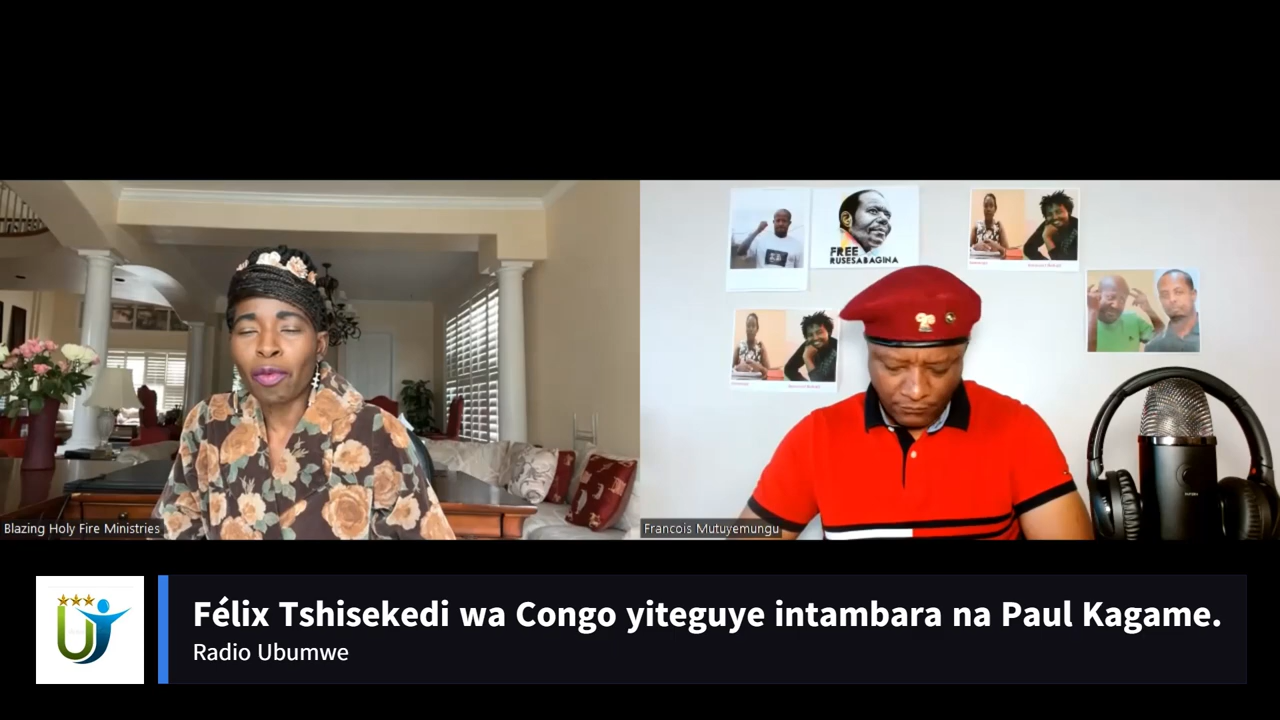 FREE
RUSESABAGINA
Blazing Holy Fire Ministries
Francois Mutuyemungu
Félix Tshisekedi wa Congo yiteguye intambara na Paul Kagame.
Radio Ubumwe